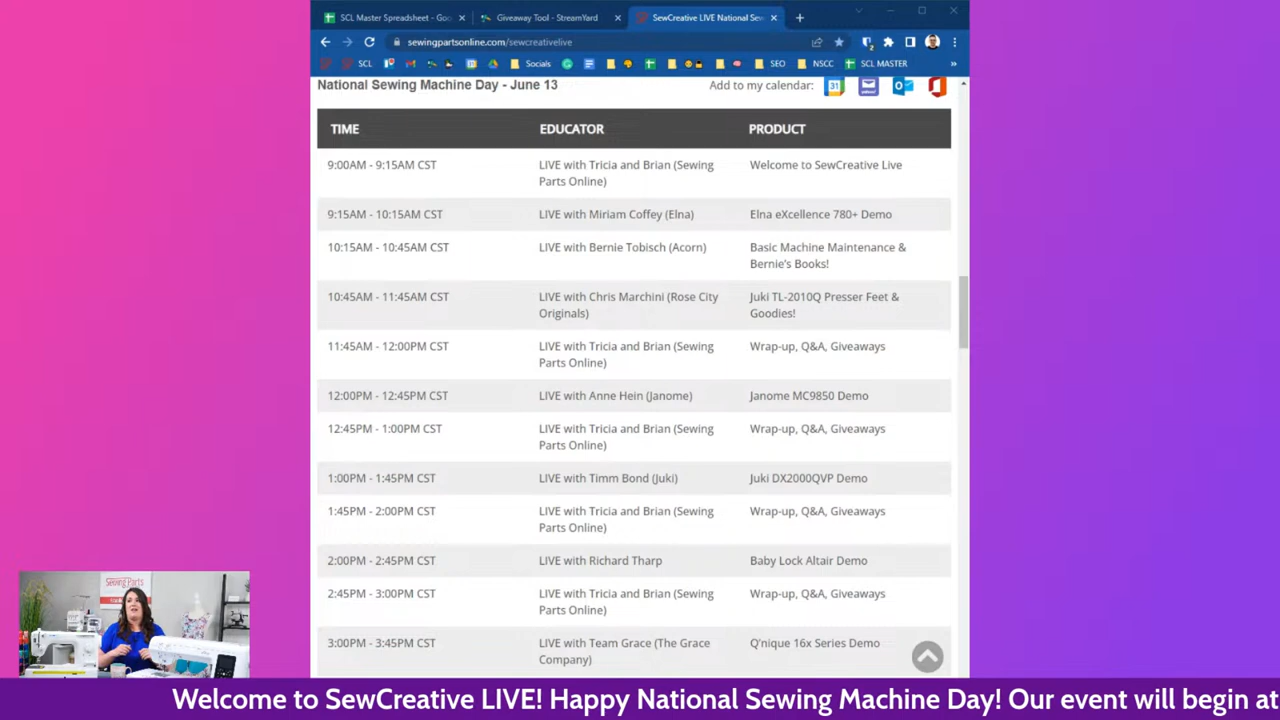 SCL Master Spreadsheet - Goo
Giveaway Tool - StreamYard
SewCreative LIVE National Sew
sewingpartsonline.com/sewcreativelive
SCL
Socials
SEO
NSCC
SCL MASTER
National Sewing Machine Day - June 13
Add to my calendar:
31
TIME EDUCATOR PRODUCT
9:00AM - 9:15AM CST LIVE with Tricia and Brian (Sewing Welcome to SewCreative Live
Parts Online)
9:15AM - 10:15AM CST LIVE with Miriam Coffey (Elna) Elna eXcellence 780+ Demo
10:15AM - 10:45AM CST LIVE with Bernie Tobisch (Acorn) Basic Machine Maintenance &
Bernie's Books!
10:45AM - 11:45AM CST LIVE with Chris Marchini (Rose City Juki TL-2010Q Presser Feet &
Originals) Goodies!
11:45AM - 12:00PM CST LIVE with Tricia and Brian (Sewing Wrap-up, Q&A, Giveaways
Parts Online)
12:00PM - 12:45PM CST LIVE with Anne Hein (Janome) Janome MC9850 Demo
12:45PM - 1:00PM CST LIVE with Tricia and Brian (Sewing Wrap-up, Q&A, Giveaways
Parts Online)
1:00PM - 1:45PM CST LIVE with Timm Bond (Juki) Juki DX2000QVP Demo
1:45PM - 2:00PM CST LIVE with Tricia and Brian (Sewing Wrap-up, Q&A, Giveaways
Parts Online)
2:00PM - 2:45PM CST LIVE with Richard Tharp Baby Lock Altair Demo
2:45PM - 3:00PM CST LIVE with Tricia and Brian (Sewing Wrap-up, Q&A, Giveaways
Parts Online)
3:00PM - 3:45PM CST LIVE with Team Grace (The Grace Q'nique 16x Series Demo
Company)
Sewing Parts
Welcome to SewCreative LIVE! Happy National Sewing Machine Day! Our event will begin at